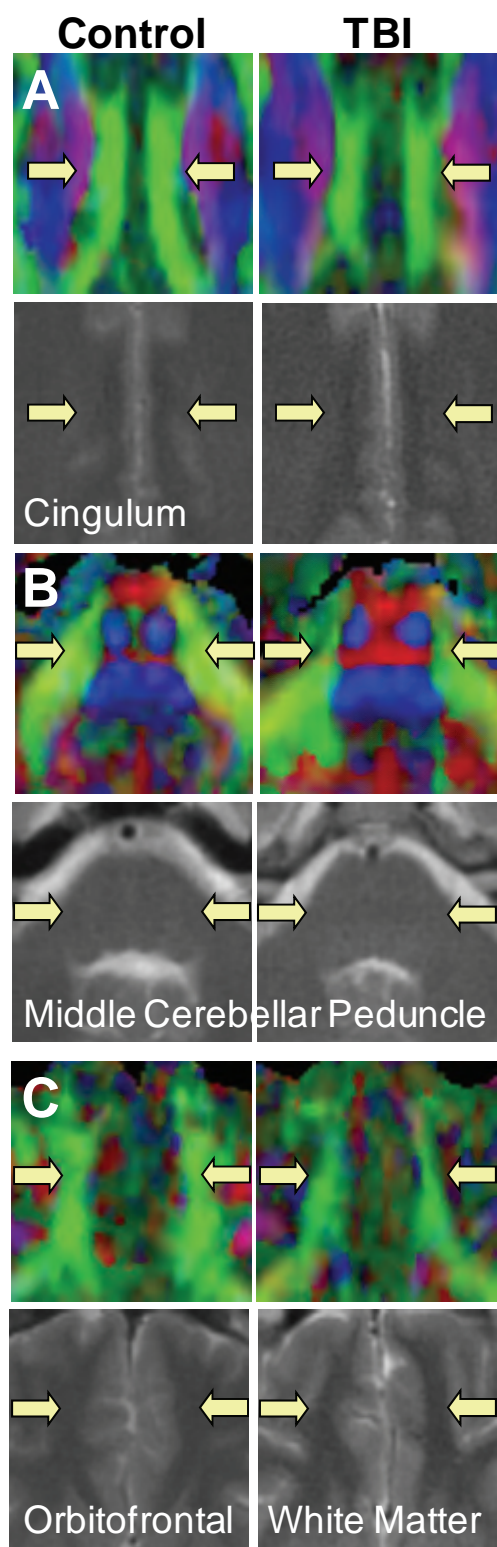 Control TBI
A
Cingulum
B
Middle Cerebellar Peduncle
C
Orbitofrontal White Matter